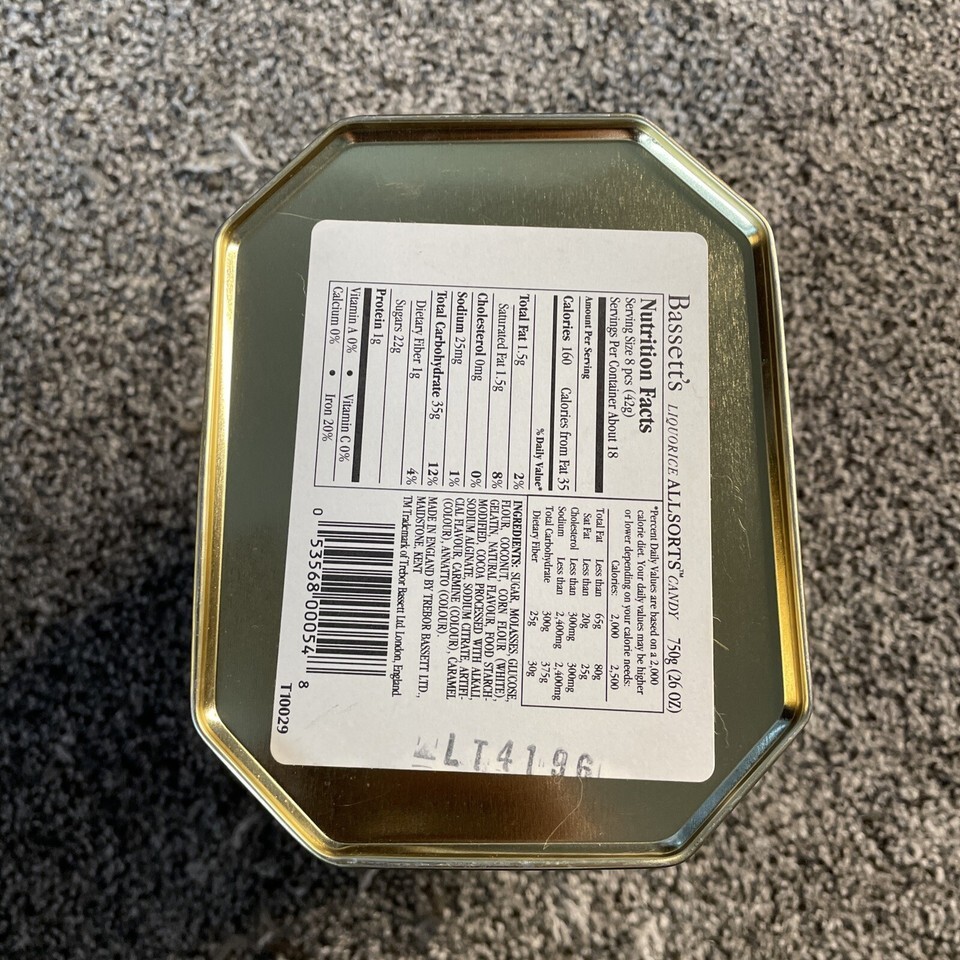 Bassett's LIQUORICE ALLSORTS™ CANDY 750g (26 OZ)
Nutrition Facts
Serving Size 8 pcs (42g)
Servings Per Container About 18
Amount Per Serving
Calories 160 Calories from Fat 35
% Daily Value*
Total Fat 1.5g 2%
Saturated Fat 1.5g 8%
Cholesterol 0mg 0%
Sodium 25mg 1%
Total Carbohydrate 35g 12%
Dietary Fiber 1g 4%
Sugars 22g
Protein 1g
Vitamin A 0% • Vitamin C 0%
Calcium 0% • Iron 20%
*Percent Daily Values are based on a 2,000
calorie diet. Your daily values may be higher
or lower depending on your calorie needs:
Calories: 2,000 2,500
Total Fat Less than 65g 80g
Sat Fat Less than 20g 25g
Cholesterol Less than 300mg 300mg
Sodium Less than 2,400mg 2,400mg
Total Carbohydrate 300g 375g
Dietary Fiber 25g 30g
INGREDIENTS: SUGAR, MOLASSES, GLUCOSE,
FLOUR, COCONUT, CORN FLOUR (WHITE),
GELATIN, NATURAL FLAVOUR, FOOD STARCH-
MODIFIED, COCOA PROCESSED WITH ALKALI,
SODIUM ALGINATE, SODIUM CITRATE, ARTIFI-
CIAL FLAVOUR, CARMINE (COLOUR), CARAMEL
(COLOUR), ANNATTO (COLOUR).
MADE IN ENGLAND BY TREBOR BASSETT LTD.,
MAIDSTONE, KENT
TM Trademark of Trebor Bassett Ltd. London, England.
0 53568 00054 8
T10029
LT4196